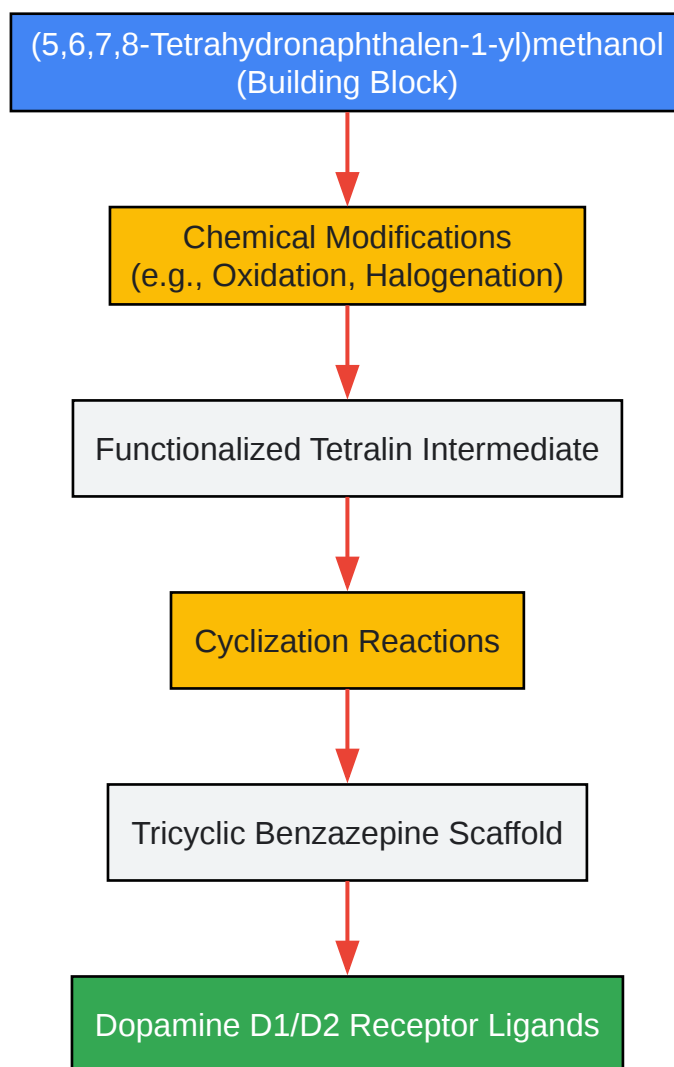 (5,6,7,8-Tetrahydronaphthalen-1-yl)methanol
(Building Block)
Chemical Modifications
(e.g., Oxidation, Halogenation)
Functionalized Tetralin Intermediate
Cyclization Reactions
Tricyclic Benzazepine Scaffold
Dopamine D1/D2 Receptor Ligands